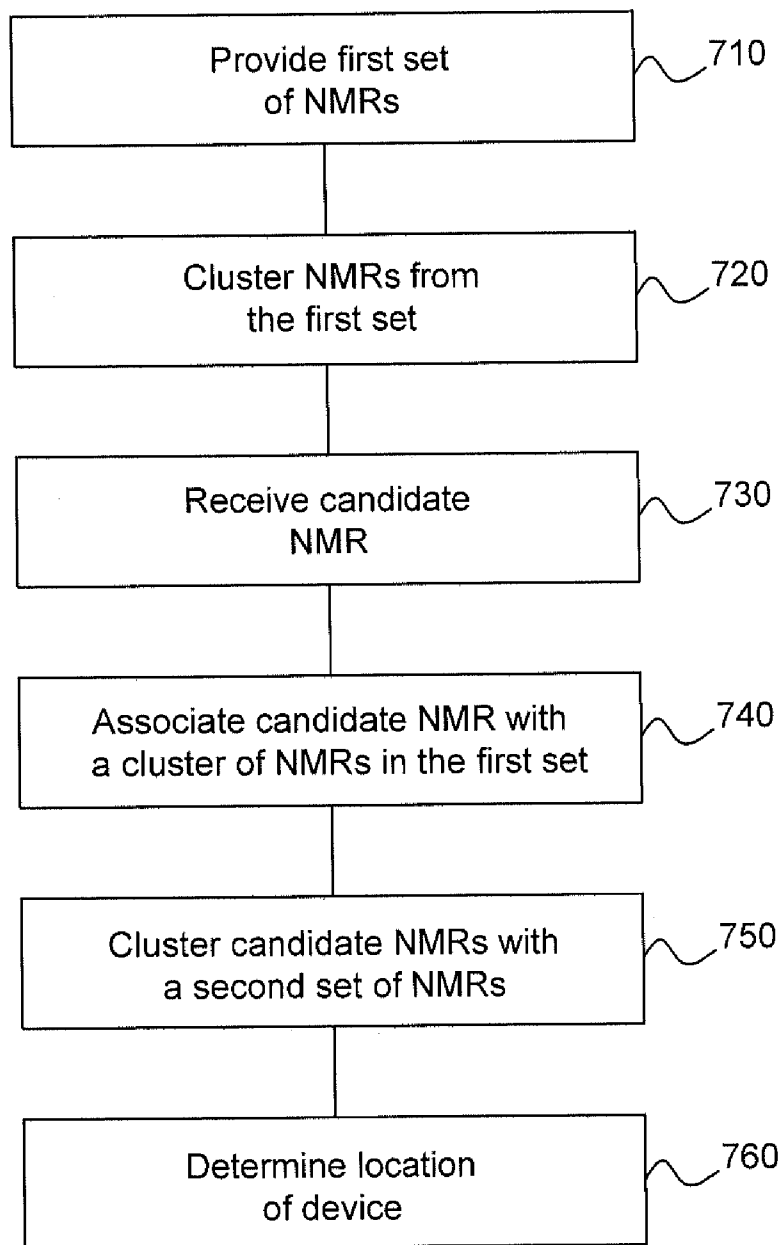 Provide first set
of NMRs
710
Cluster NMRs from
the first set
720
Receive candidate
NMR
730
Associate candidate NMR with
a cluster of NMRs in the first set
740
Cluster candidate NMRs with
a second set of NMRs
750
Determine location
of device
760